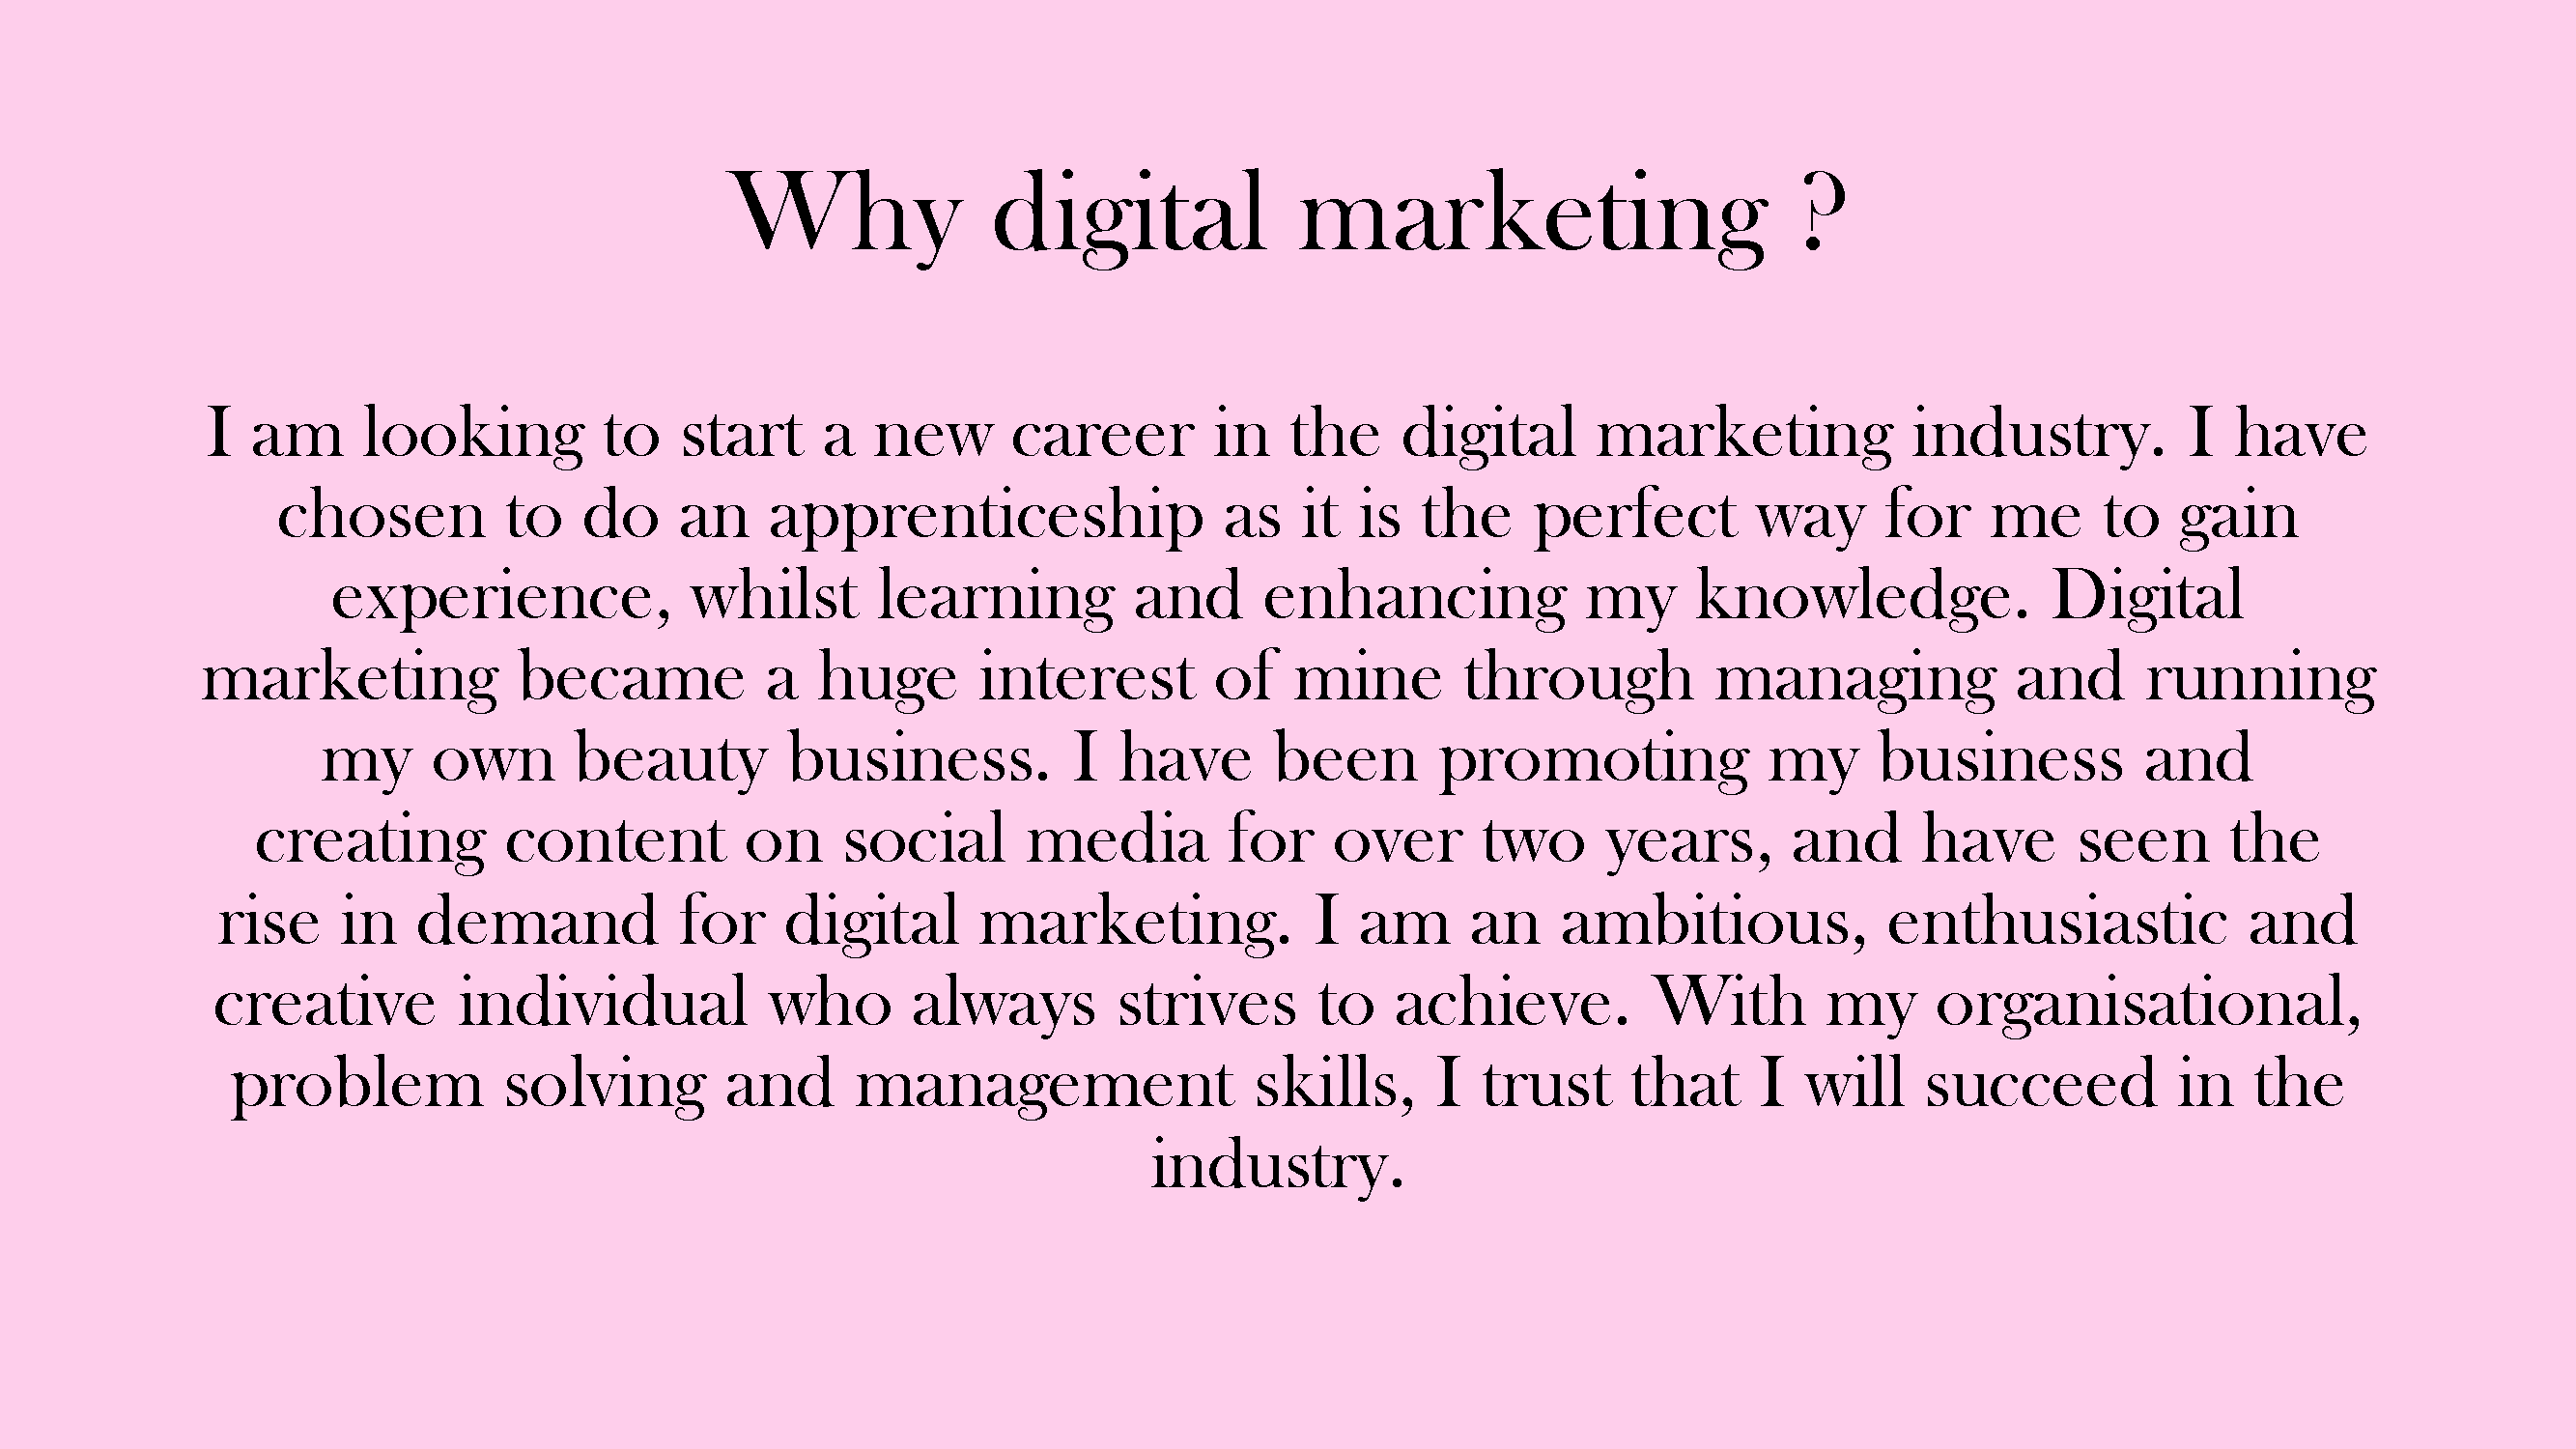 Why digital marketing ?
I am looking to start a new career in the digital marketing industry. I have
chosen to do an apprenticeship as it is the perfect way for me to gain
experience, whilst learning and enhancing my knowledge. Digital
marketing became a huge interest of mine through managing and running
my own beauty business. I have been promoting my business and
creating content on social media for over two years, and have seen the
rise in demand for digital marketing. I am an ambitious, enthusiastic and
creative individual who always strives to achieve. With my organisational,
problem solving and management skills, I trust that I will succeed in the
industry.